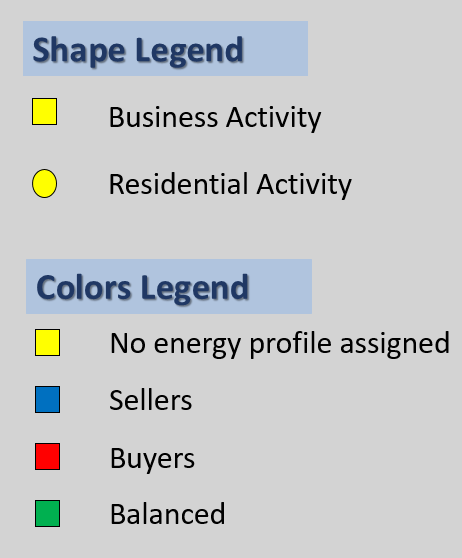 Shape Legend
Business Activity
Residential Activity
Colors Legend
No energy profile assigned
Sellers
Buyers
Balanced